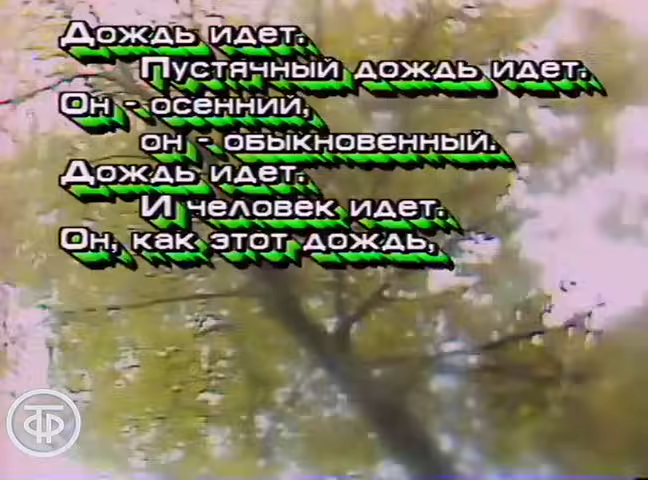 Дождь идет.
Пустячный дождь идет.
Он - осенний,
он - обыкновенный.
Дождь идет.
И человек идет.
Он, как этот дождь,